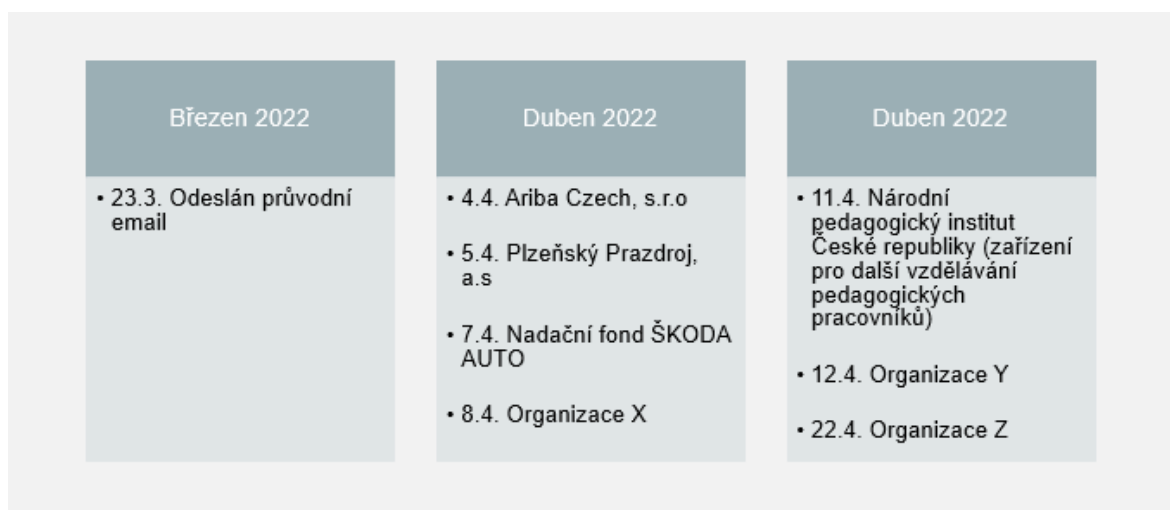 Březen 2022
• 23.3. Odeslán průvodní
email
Duben 2022
• 4.4. Ariba Czech, s.r.o
• 5.4. Plzeňský Prazdroj,
a.s
• 7.4. Nadační fond ŠKODA
AUTO
• 8.4. Organizace X
Duben 2022
• 11.4. Národní
pedagogický institut
České republiky (zařízení
pro další vzdělávání
pedagogických
pracovníků)
• 12.4. Organizace Y
• 22.4. Organizace Z